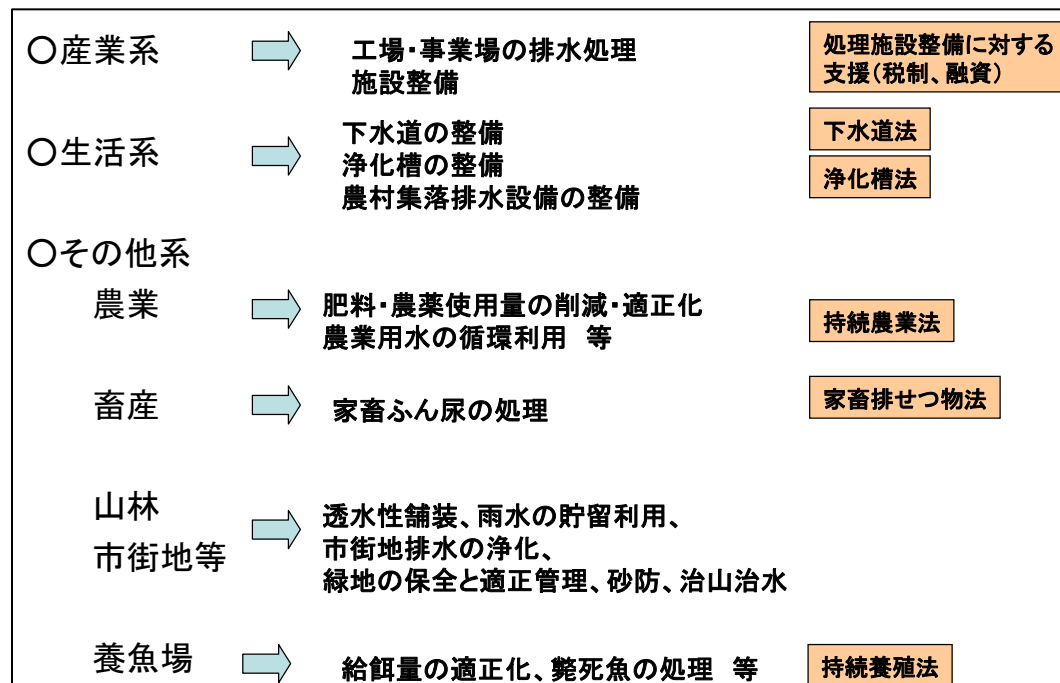 〇産業系
工場・事業場の排水処理
施設整備
処理施設整備に対する
支援(税制、融資)
〇生活系
下水道の整備
浄化槽の整備
農村集落排水設備の整備
下水道法
浄化槽法
〇その他系
農業
肥料・農薬使用量の削減・適正化
農業用水の循環利用 等
持続農業法
畜産
家畜ふん尿の処理
家畜排せつ物法
山林
市街地等
透水性舗装、雨水の貯留利用、
市街地排水の浄化、
緑地の保全と適正管理、砂防、治山治水
養魚場
給餌量の適正化、斃死魚の処理 等
持続養殖法